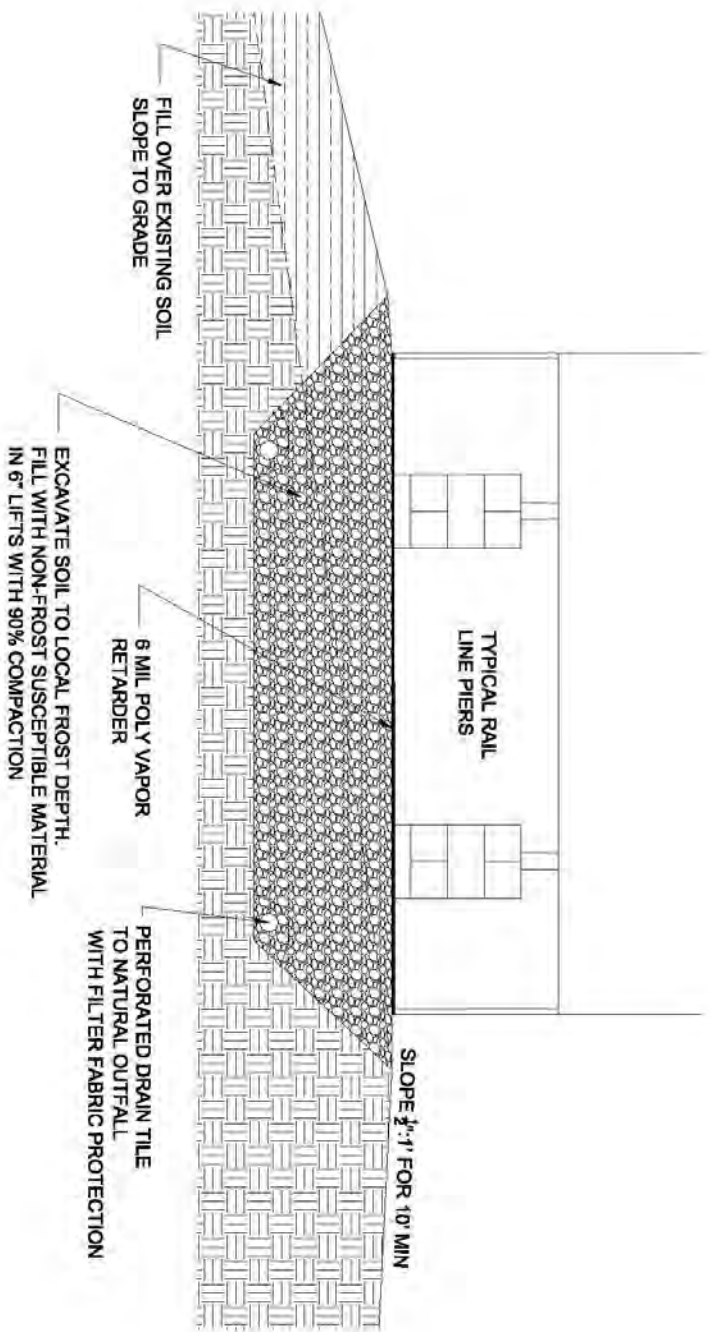 TYPICAL RAIL
LINE PIERS
SLOPE ½":1' FOR 10' MIN
FILL OVER EXISTING SOIL
SLOPE TO GRADE
6 MIL POLY VAPOR
RETARDER
PERFORATED DRAIN TILE
TO NATURAL OUTFALL
WITH FILTER FABRIC PROTECTION
EXCAVATE SOIL TO LOCAL FROST DEPTH.
FILL WITH NON-FROST SUSCEPTIBLE MATERIAL
IN 6" LIFTS WITH 90% COMPACTION